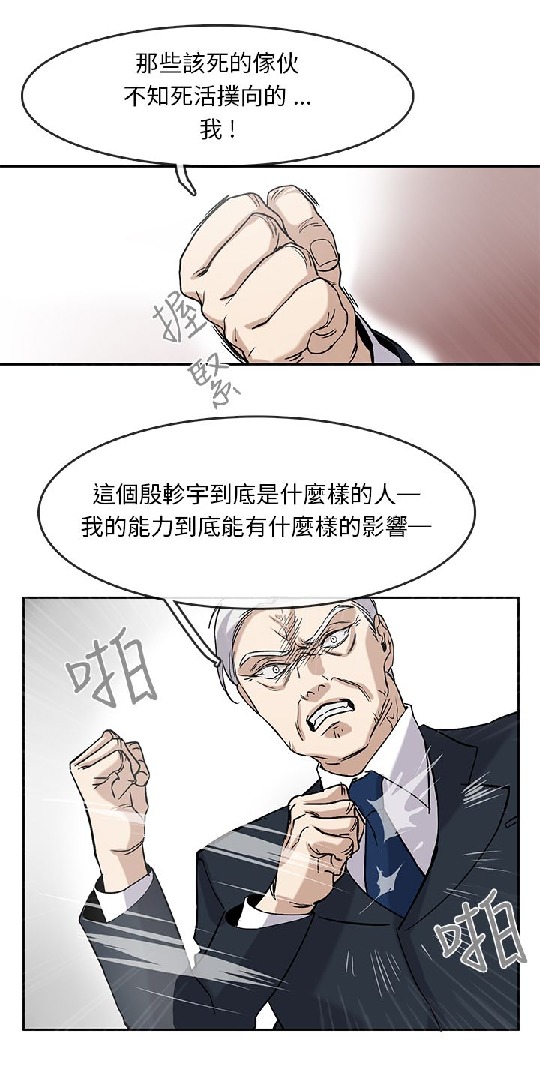 那些該死的傢伙
不知死活撲向的...
我!
握緊
這個殷軫宇到底是什麼樣的人—
我的能力到底能有什麼樣的影響—
啪
啪